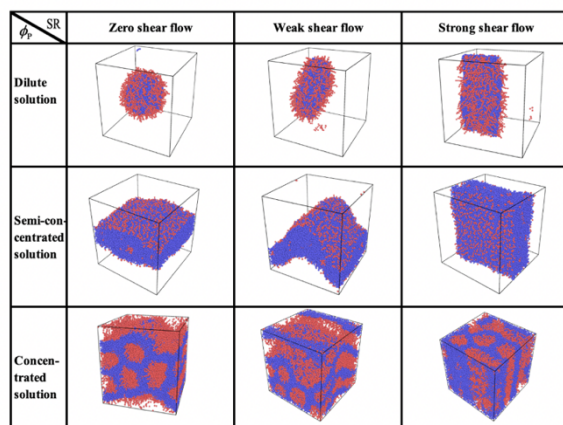 SR
ϕP
Zero shear flow
Weak shear flow
Strong shear flow
Dilute
solution
Semi-con-
centrated
solution
Concen-
trated
solution